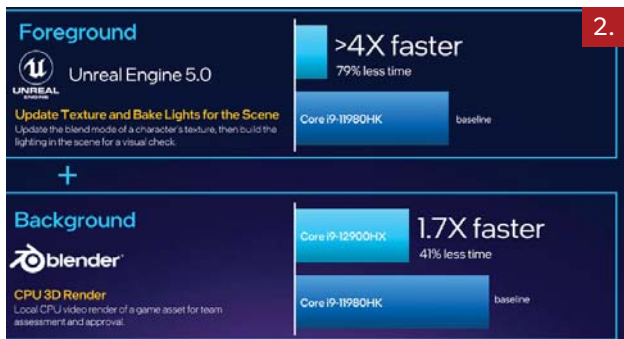 2.
Foreground
UNREAL
ENGINE
Unreal Engine 5.0
Update Texture and Bake Lights for the Scene
Update the blend mode of a character's texture, then build the
lighting in the scene for a visual check.
>4X faster
79% less time
Core i9-11980HK
baseline
+
Background
blender
CPU 3D Render
Local CPU video render of a game asset for team
assessment and approval.
Core i9-12900HX
1.7X faster
41% less time
Core i9-11980HK
baseline